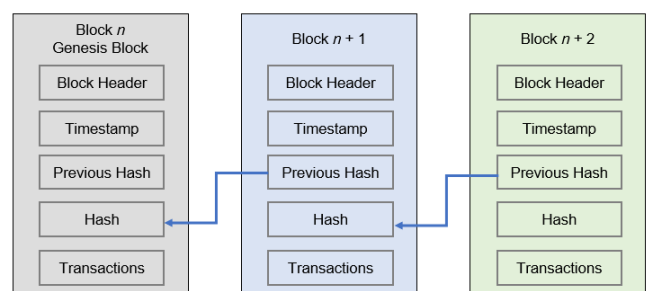 Block n
Genesis Block
Block Header
Timestamp
Previous Hash
Hash
Transactions
Block n + 1
Block Header
Timestamp
Previous Hash
Hash
Transactions
Block n + 2
Block Header
Timestamp
Previous Hash
Hash
Transactions